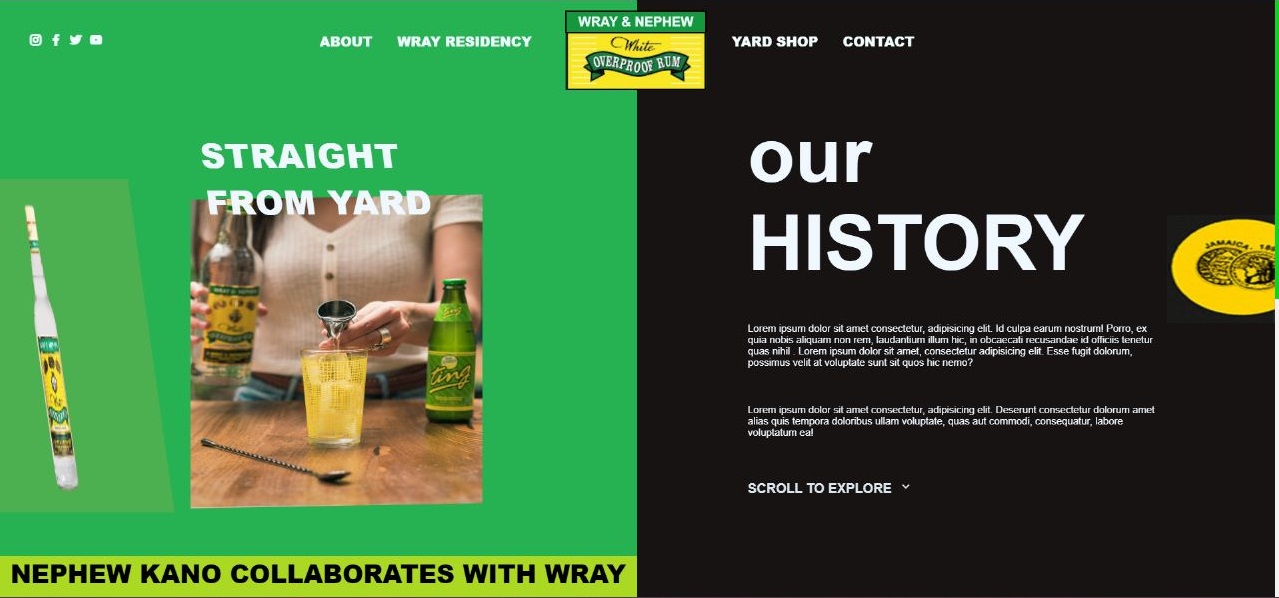 ABOUT
WRAY RESIDENCY
WRAY & NEPHEW
White
OVERPROOF RUM
YARD SHOP
CONTACT
STRAIGHT
FROM YARD
WRAY & NEPHEW
White
Ting
NEPHEW KANO COLLABORATES WITH WRAY
our
HISTORY
JAMAICA
Lorem ipsum dolor sit amet consectetur, adipisicing elit. Id culpa earum nostrum! Porro, ex
quia nobis aliquam non rem, laudantium illum hic, in obcaecati recusandae id officiis tenetur
quas nihil . Lorem ipsum dolor sit amet, consectetur adipisicing elit. Esse fugit dolorum,
possimus velit at voluptate sunt sit quos hic nemo?
Lorem ipsum dolor sit amet consectetur, adipisicing elit. Deserunt consectetur dolorum amet
alias quis tempora doloribus ullam voluptate, quas aut commodi, consequatur, labore
voluptatum ea!
SCROLL TO EXPLORE